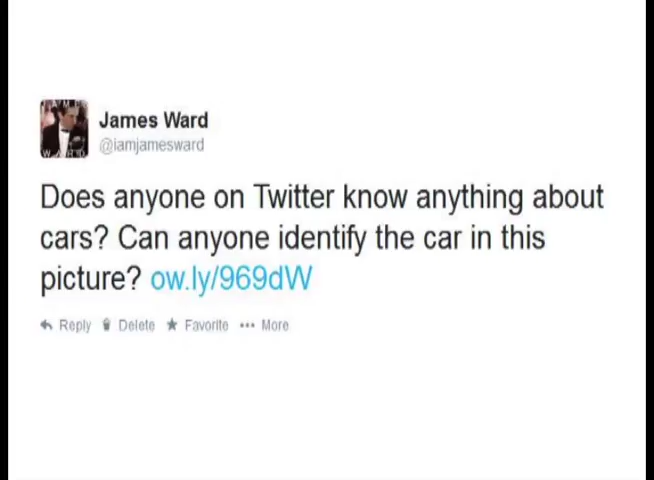 James Ward
@iamjamesward
Does anyone on Twitter know anything about
cars? Can anyone identify the car in this
picture? ow.ly/969dW
Reply Delete Favorite More